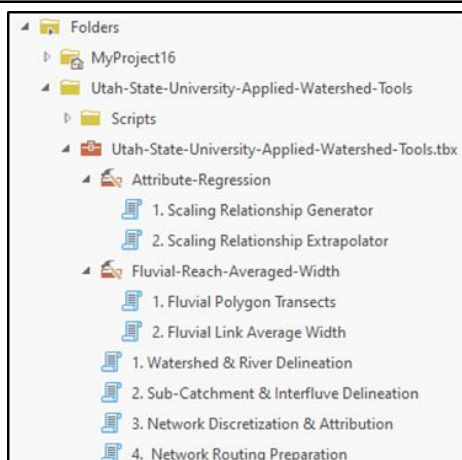 Folders
MyProject16
Utah-State-University-Applied-Watershed-Tools
Scripts
Utah-State-University-Applied-Watershed-Tools.tbx
Attribute-Regression
1. Scaling Relationship Generator
2. Scaling Relationship Extrapolator
Fluvial-Reach-Averaged-Width
1. Fluvial Polygon Transects
2. Fluvial Link Average Width
1. Watershed & River Delineation
2. Sub-Catchment & Interfluve Delineation
3. Network Discretization & Attribution
4. Network Routing Preparation